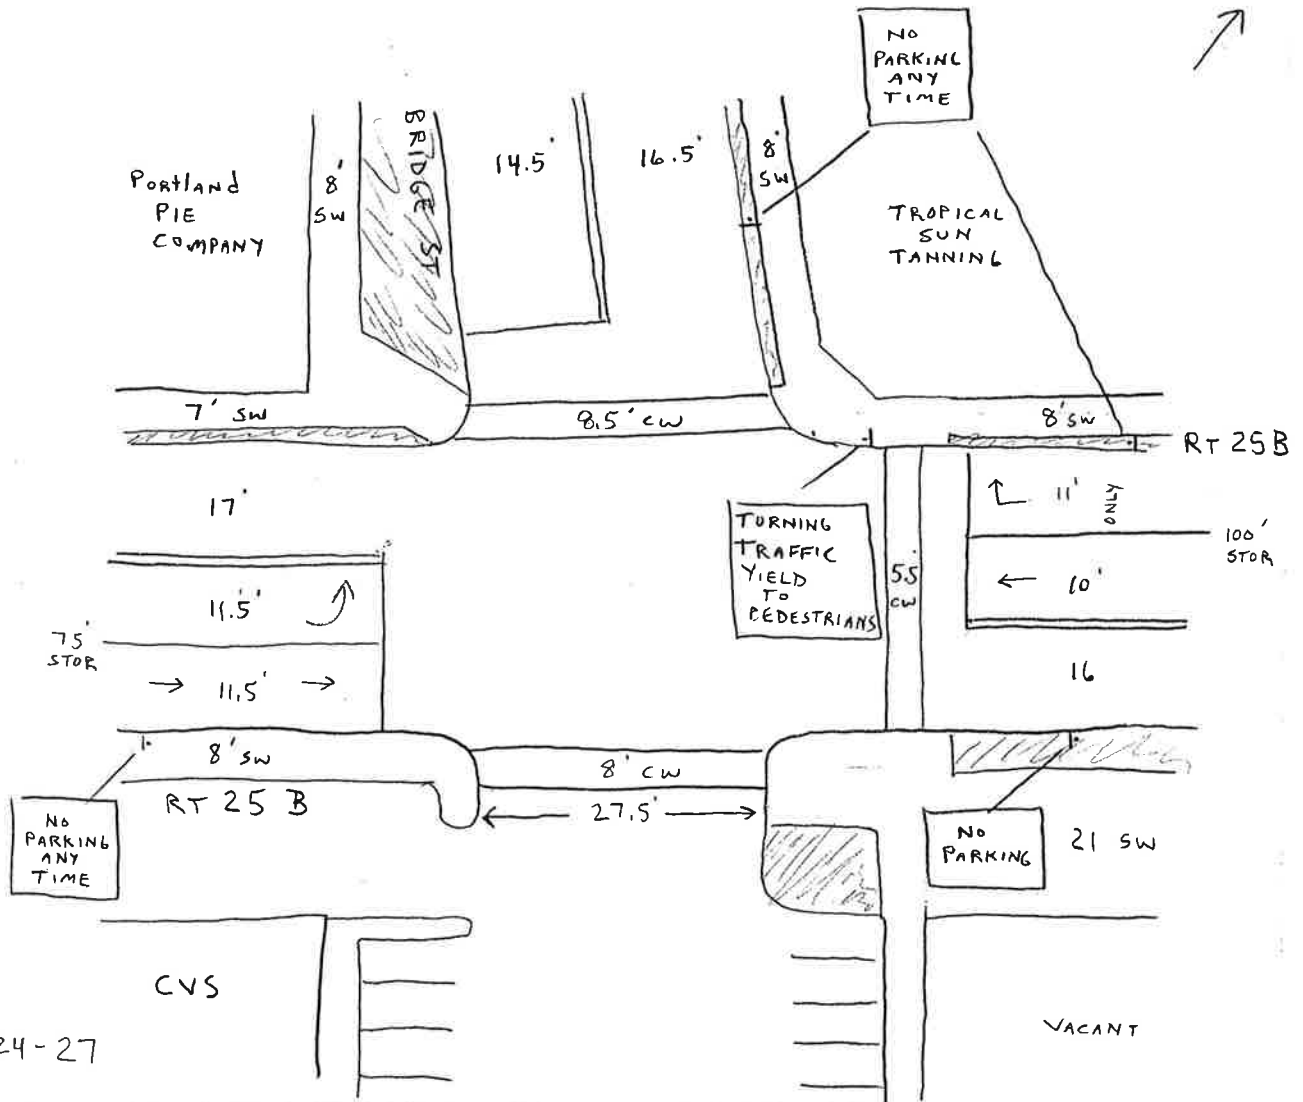 NO
PARKING
ANY
TIME
BRIDGE ST
14.5'
16.5'
8'
SW
8'
SW
PORTLAND
PIE
COMPANY
TROPICAL
SUN
TANNING
7' SW
8.5' CW
8' SW
RT 25B
17'
11'
ONLY
100'
STOR
TURNING
TRAFFIC
YIELD
TO
PEDESTRIANS
55
CW
10'
11.5'
75'
STOR
11.5'
16
8' SW
8' CW
RT 25 B
27.5'
NO
PARKING
ANY
TIME
NO
PARKING
21 SW
CVS
VACANT
24-27